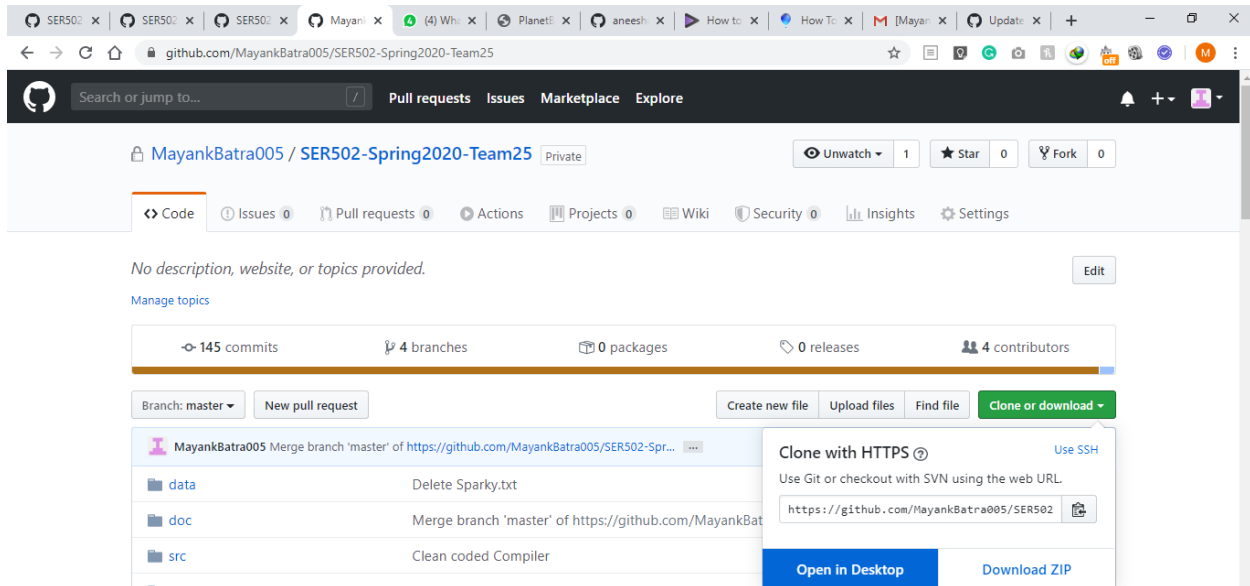 SER502 SER502 SER502 Mayank (4) Wha PlanetE aneesh How to How To [Mayan Update
github.com/MayankBatra005/SER502-Spring2020-Team25
off
M
Search or jump to... / Pull requests Issues Marketplace Explore
MayankBatra005 / SER502-Spring2020-Team25 Private
Unwatch 1 Star 0 Fork 0
Code Issues 0 Pull requests 0 Actions Projects 0 Wiki Security 0 Insights Settings
No description, website, or topics provided.
Edit
Manage topics
145 commits 4 branches 0 packages 0 releases 4 contributors
Branch: master New pull request Create new file Upload files Find file Clone or download
MayankBatra005 Merge branch 'master' of https://github.com/MayankBatra005/SER502-Spr... ...
Clone with HTTPS ? Use SSH
Use Git or checkout with SVN using the web URL.
https://github.com/MayankBatra005/SER502
Open in Desktop Download ZIP
data Delete Sparky.txt
doc Merge branch 'master' of https://github.com/MayankBat
src Clean coded Compiler